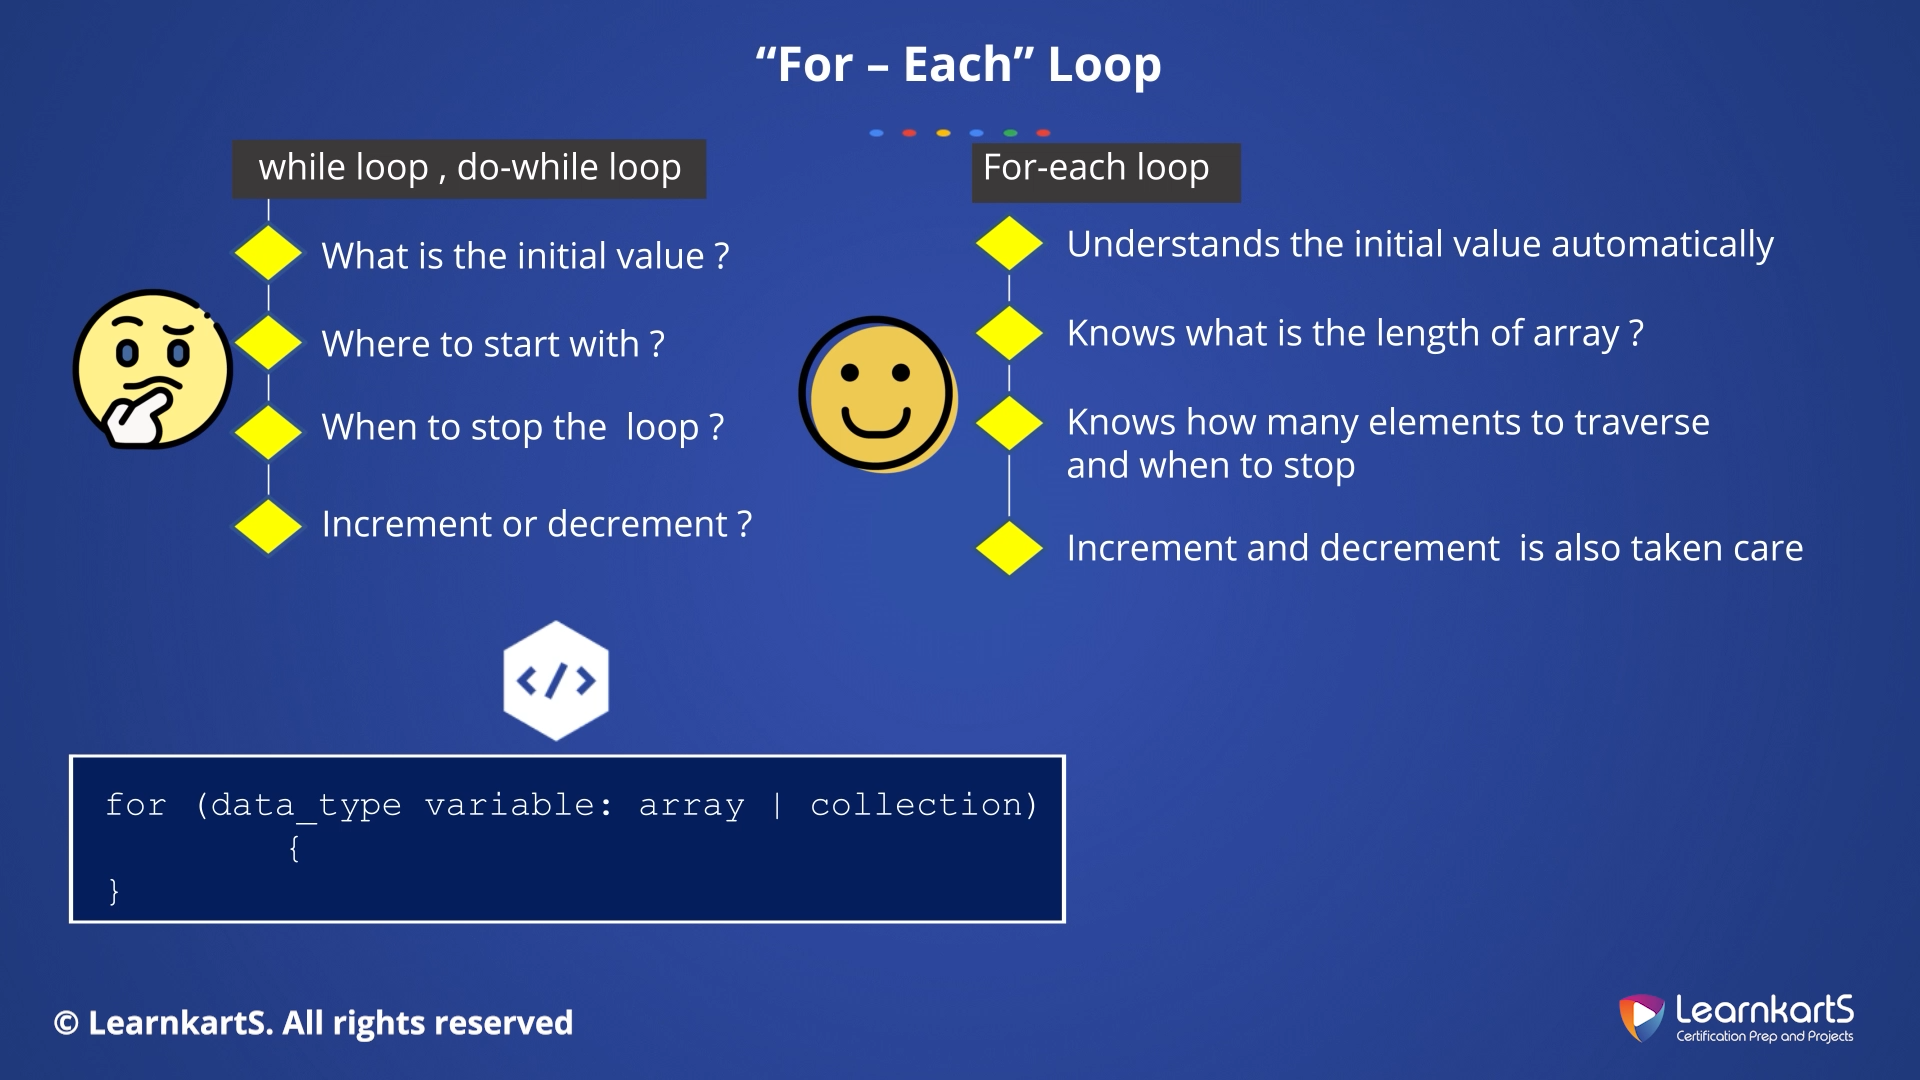 “For – Each” Loop
while loop , do-while loop
What is the initial value ?
Where to start with ?
When to stop the  loop ?
Increment or decrement ?
For-each loop
Understands the initial value automatically
Knows what is the length of array ?
Knows how many elements to traverse
and when to stop
Increment and decrement  is also taken care
</>
for (data_type variable: array | collection)
{
}
© LearnkartS. All rights reserved
LearnkartS
Certification Prep and Projects